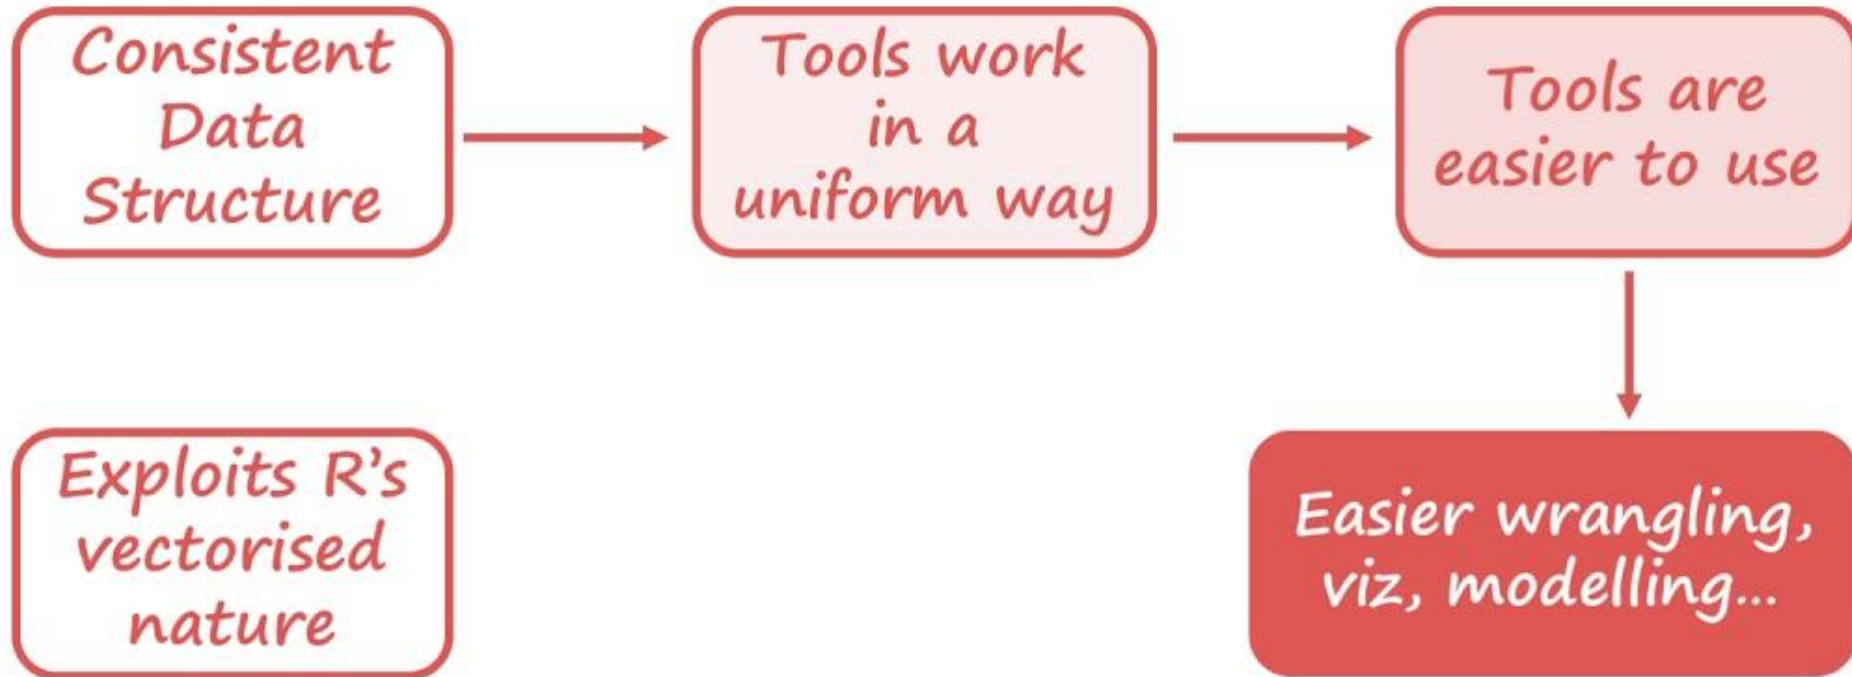 Consistent
Data
Structure
Tools work
in a
uniform way
Tools are
easier to use
Exploits R's
vectorised
nature
Easier wrangling,
viz, modelling...